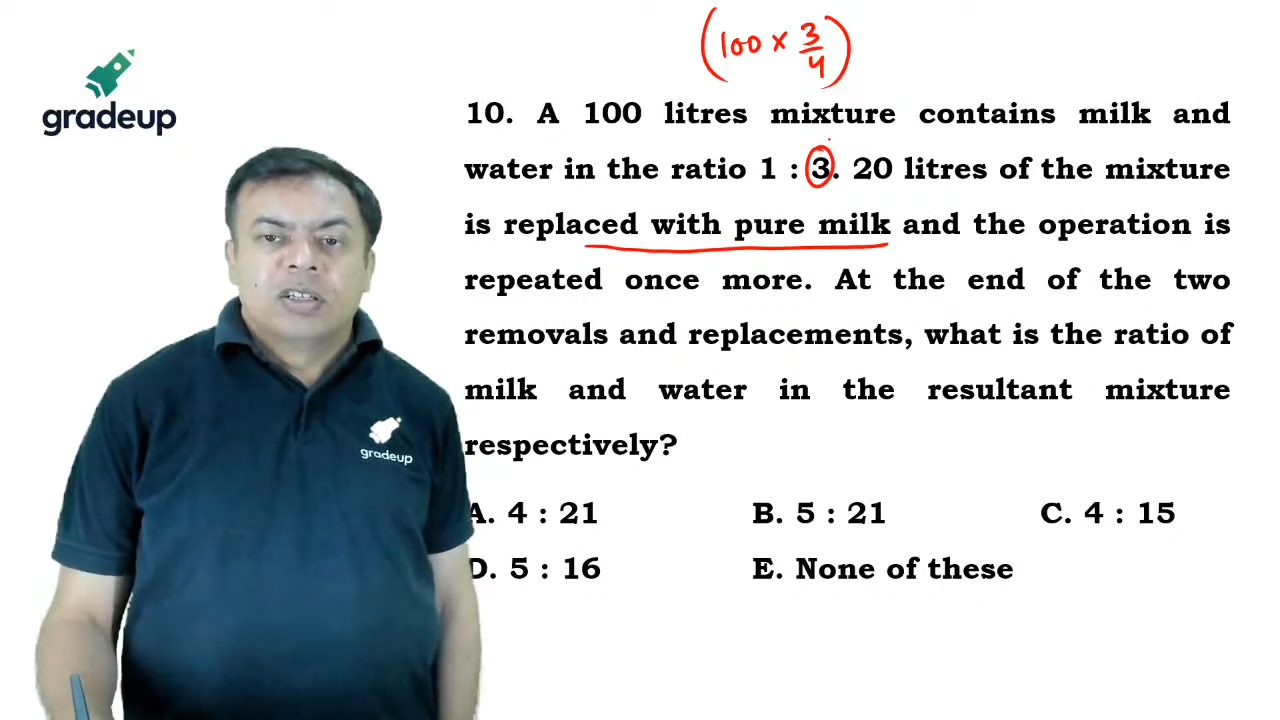 (100 × 3/4)
gradeup
10. A 100 litres mixture contains milk and
water in the ratio 1 : 3. 20 litres of the mixture
is replaced with pure milk and the operation is
repeated once more. At the end of the two
removals and replacements, what is the ratio of
milk and water in the resultant mixture
respectively?
gradeup
A. 4 : 21 B. 5 : 21 C. 4 : 15
D. 5 : 16 E. None of these